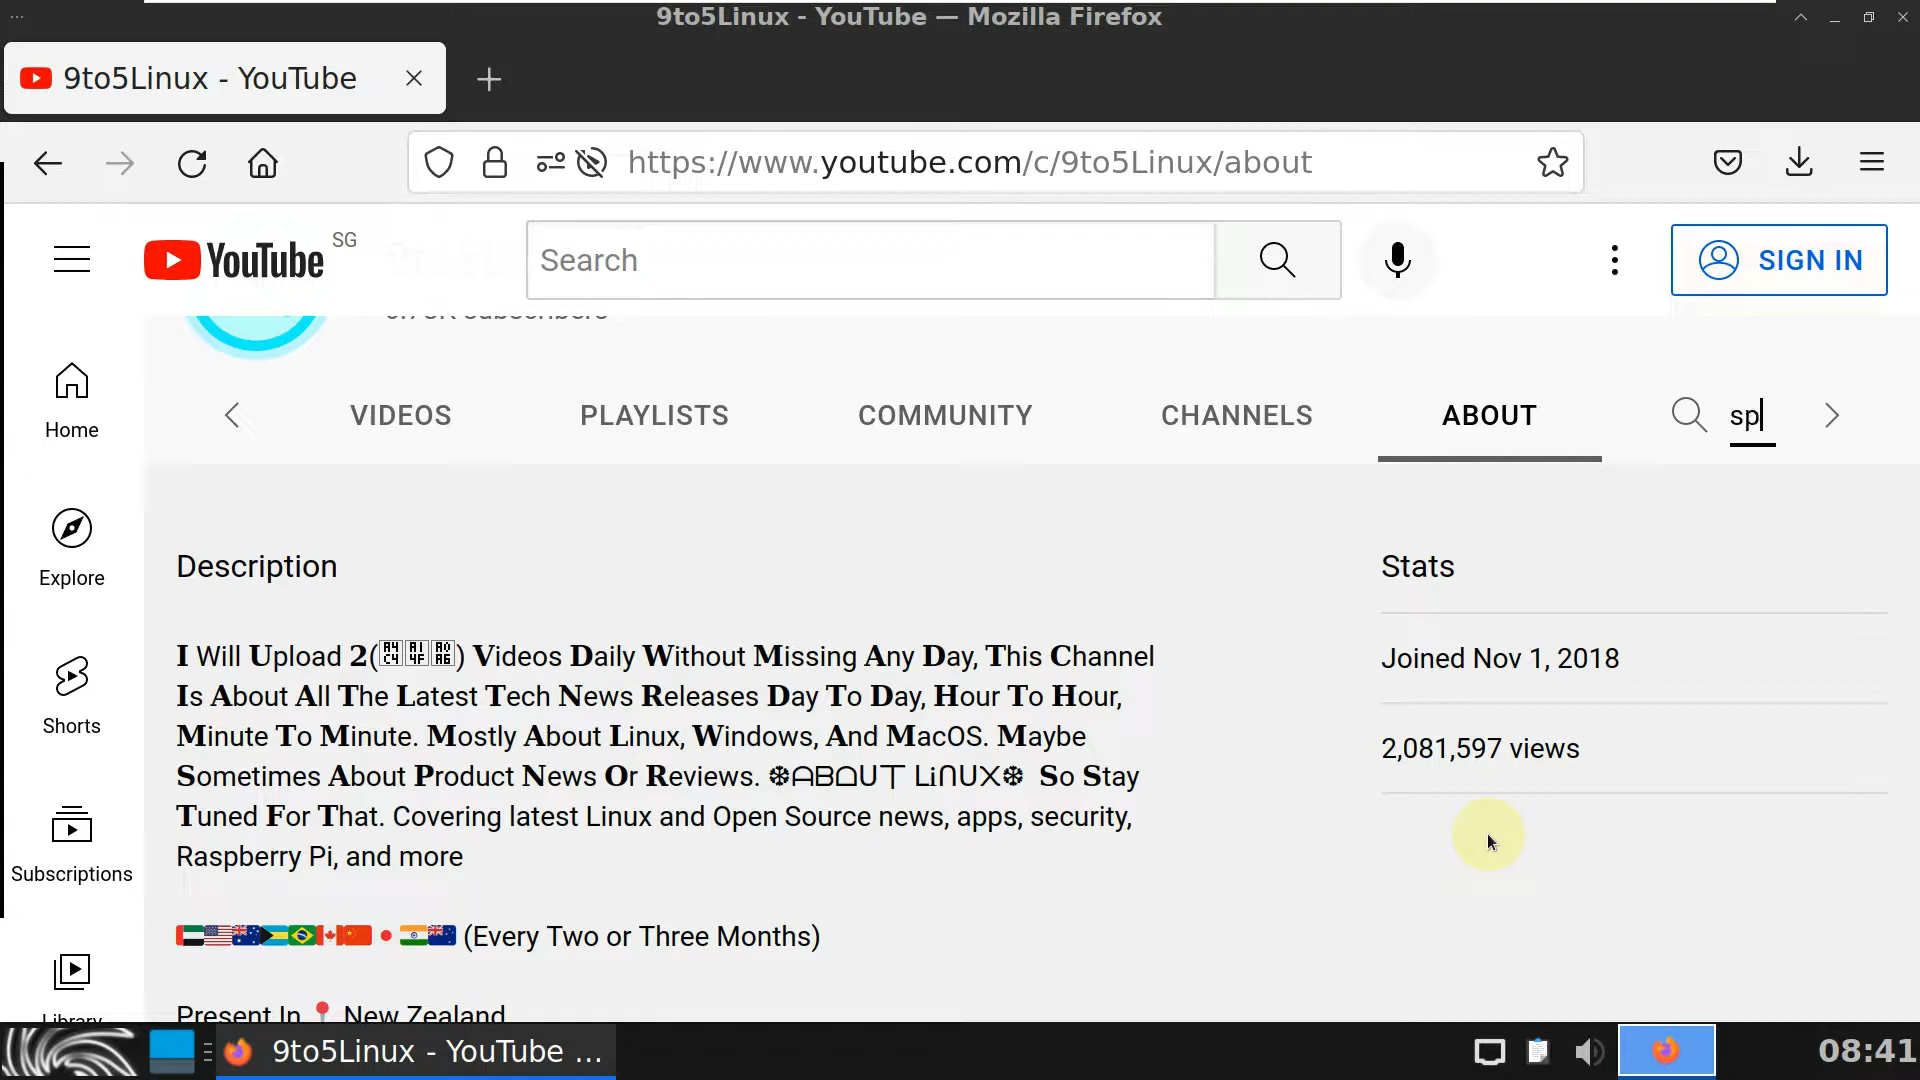 9to5Linux - YouTube — Mozilla Firefox
9to5Linux - YouTube
https://www.youtube.com/c/9to5Linux/about
YouTube SG
Search
SIGN IN
VIDEOS PLAYLISTS COMMUNITY CHANNELS ABOUT sp
Home
Explore
Shorts
Subscriptions
Library
Description
𝐈 Will 𝐔pload 𝟐() 𝐕ideos 𝐃aily 𝐖ithout 𝐌issing 𝐀ny 𝐃ay, 𝐓his 𝐂hannel
𝐈s 𝐀bout 𝐀ll 𝐓he 𝐋atest 𝐓ech 𝐍ews 𝐑eleases 𝐃ay 𝐓o 𝐃ay, 𝐇our 𝐓o 𝐇our,
𝐌inute 𝐓o 𝐌inute. 𝐌ostly 𝐀bout 𝐋inux, 𝐖indows, 𝐀nd 𝐌acOS. 𝐌aybe
𝐒ometimes 𝐀bout 𝐏roduct 𝐍ews 𝐎r 𝐑eviews. ❆ᗩᗷᗝᑌㄒ ᒪiᑎᑌ᙭❆ 𝐒o 𝐒tay
𝐓uned 𝐅or 𝐓hat. Covering latest Linux and Open Source news, apps, security,
Raspberry Pi, and more
🇦🇪🇺🇸🇦🇺🇧🇸🇧🇷🇨🇦🇨🇳🇯🇵🇮🇳🇳🇿 (Every Two or Three Months)
Present In 📍 New Zealand
Stats
Joined Nov 1, 2018
2,081,597 views
9to5Linux - YouTube ...
08:41